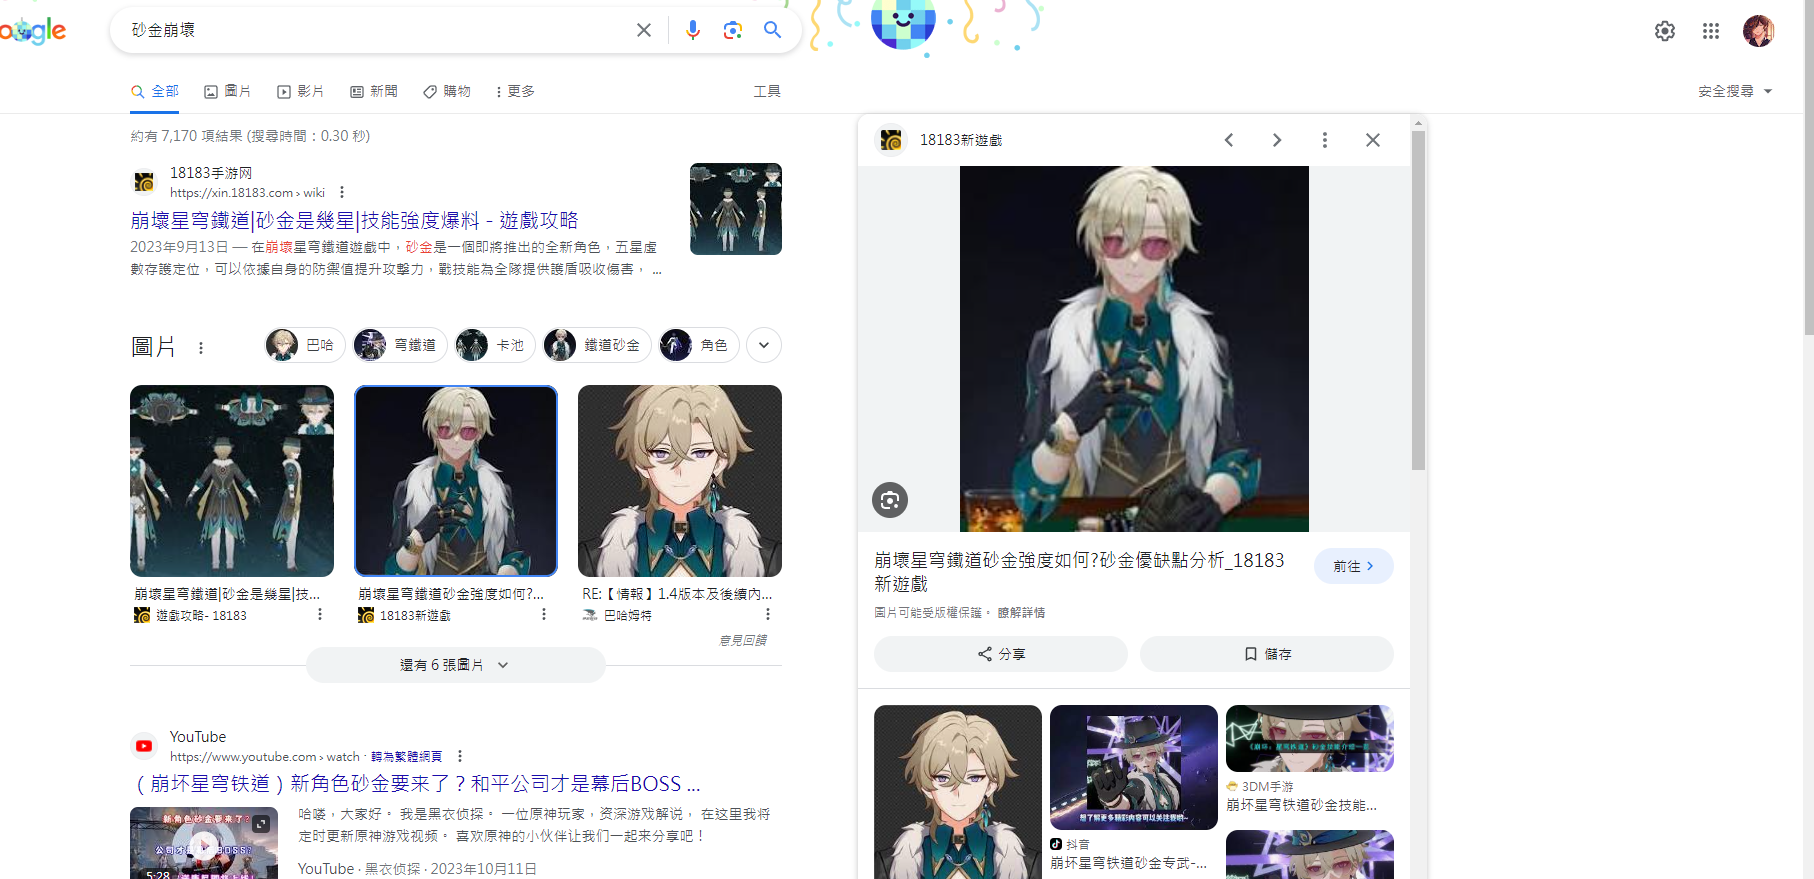 oogle
砂金崩壞
全部
圖片
影片
新聞
購物
更多
工具
安全搜尋
約有 7,170 項結果 (搜尋時間：0.30 秒)
18183手游网
https://xin.18183.com › wiki
崩壞星穹鐵道|砂金是幾星|技能強度爆料 - 遊戲攻略
2023年9月13日 — 在崩壞星穹鐵道遊戲中，砂金是一個即將推出的全新角色，五星虛
數存護定位，可以依據自身的防禦值提升攻擊力，戰技能為全隊提供護盾吸收傷害， ...
圖片
巴哈
穹鐵道
卡池
鐵道砂金
角色
崩壞星穹鐵道|砂金是幾星|技...
遊戲攻略- 18183
崩壞星穹鐵道砂金強度如何?...
18183新遊戲
RE:【情報】1.4版本及後續內...
巴哈姆特
意見回饋
還有 6 張圖片
YouTube
https://www.youtube.com › watch · 轉為繁體網頁
（崩坏星穹铁道）新角色砂金要来了？和平公司才是幕后BOSS ...
新角色砂金要来了？
公司才是幕后BOSS?
5:28
哈喽，大家好。 我是黑衣侦探。 一位原神玩家，资深游戏解说， 在这里我将
定时更新原神游戏视频。 喜欢原神的小伙伴让我们一起来分享吧！
YouTube · 黑衣侦探 · 2023年10月11日
18183新遊戲
崩壞星穹鐵道砂金強度如何?砂金優缺點分析_18183
新遊戲
前往
圖片可能受版權保護。 瞭解詳情
分享
儲存
想了解更多精彩内容可以关注我哟~
抖音
崩坏星穹铁道砂金专武-...
《崩坏：星穹铁道》砂金技能介绍一览
3DM手游
崩坏星穹铁道砂金技能...